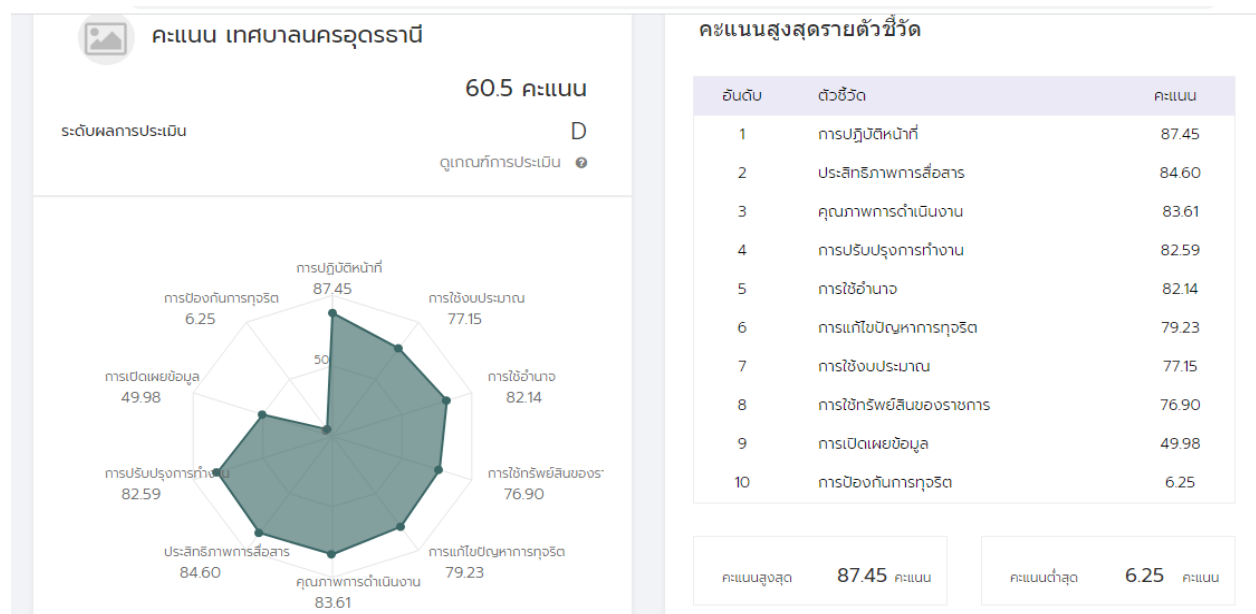 คะแนน เทศบาลนครอุดรธานี
60.5 คะแนน
ระดับผลการประเมิน D
ดูเกณฑ์การประเมิน
การปฏิบัติหน้าที่
87.45
การใช้งบประมาณ
77.15
การใช้อำนาจ
82.14
การใช้ทรัพย์สินของรา
76.90
การแก้ไขปัญหาการทุจริต
79.23
คุณภาพการดำเนินงาน
83.61
ประสิทธิภาพการสื่อสาร
84.60
การปรับปรุงการทำงาน
82.59
การเปิดเผยข้อมูล
49.98
การป้องกันการทุจริต
6.25
50
คะแนนสูงสุดรายตัวชี้วัด
อันดับ ตัวชี้วัด คะแนน
1 การปฏิบัติหน้าที่ 87.45
2 ประสิทธิภาพการสื่อสาร 84.60
3 คุณภาพการดำเนินงาน 83.61
4 การปรับปรุงการทำงาน 82.59
5 การใช้อำนาจ 82.14
6 การแก้ไขปัญหาการทุจริต 79.23
7 การใช้งบประมาณ 77.15
8 การใช้ทรัพย์สินของราชการ 76.90
9 การเปิดเผยข้อมูล 49.98
10 การป้องกันการทุจริต 6.25
คะแนนสูงสุด 87.45 คะแนน
คะแนนต่ำสุด 6.25 คะแนน